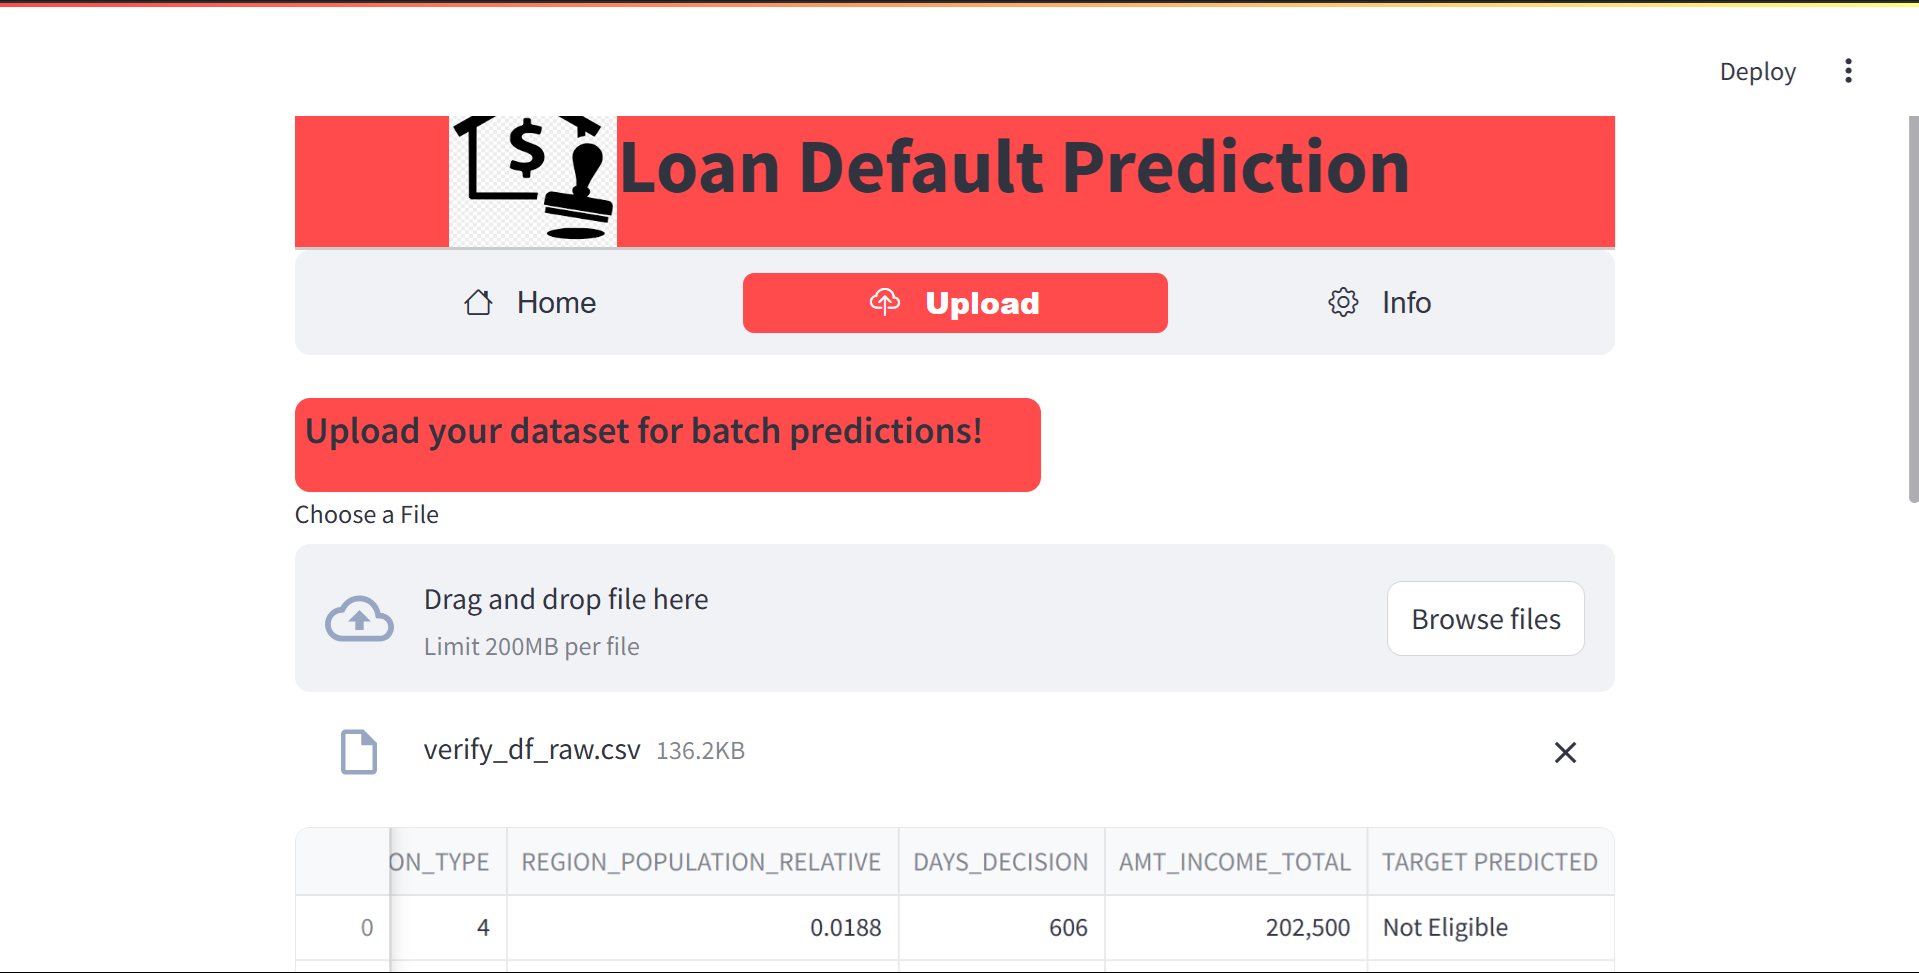 Deploy
$
Loan Default Prediction
Home Upload Info
Upload your dataset for batch predictions!
Choose a File
Drag and drop file here
Limit 200MB per file
Browse files
verify_df_raw.csv 136.2KB
ON_TYPE REGION_POPULATION_RELATIVE DAYS_DECISION AMT_INCOME_TOTAL TARGET PREDICTED
0 4 0.0188 606 202,500 Not Eligible